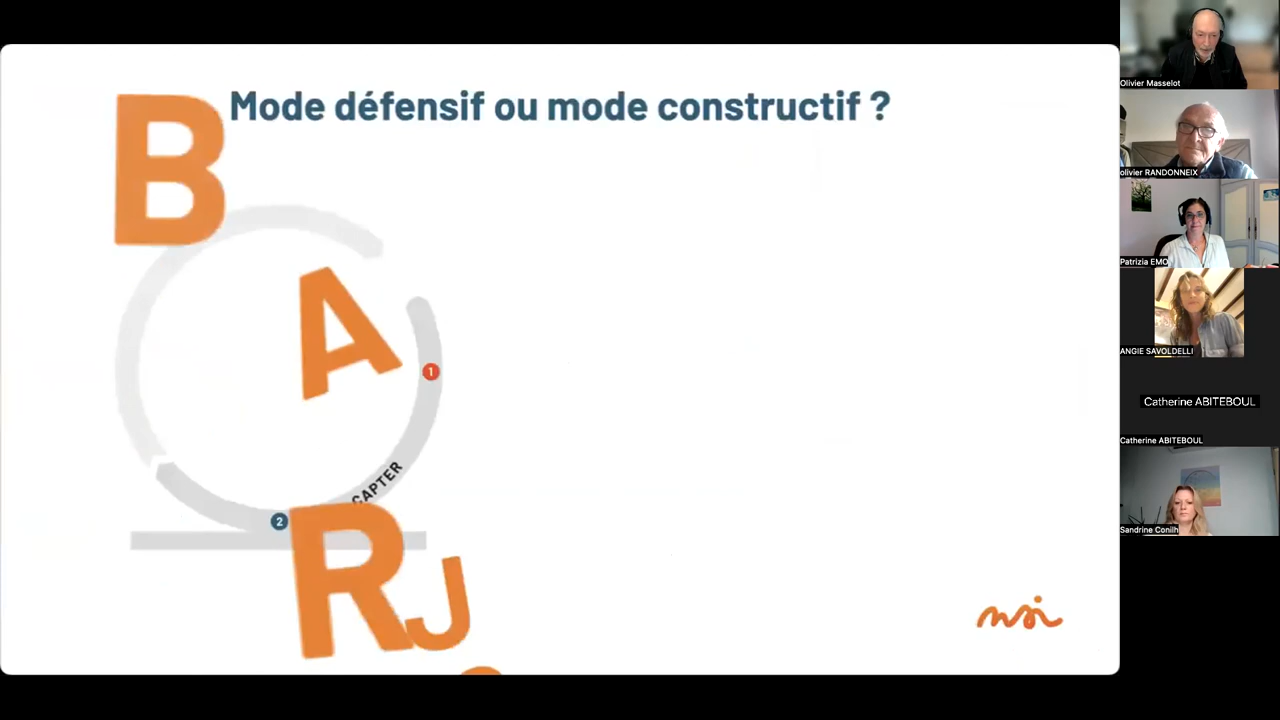 Mode défensif ou mode constructif ?
B
A
1
CAPTER
2
R
J
nsi
Olivier Masselot
olivier RANDONNEIX
Patrizia EMO
ANGIE SAVOLDELLI
Catherine ABITEBOUL
Catherine ABITEBOUL
Sandrine Conilh